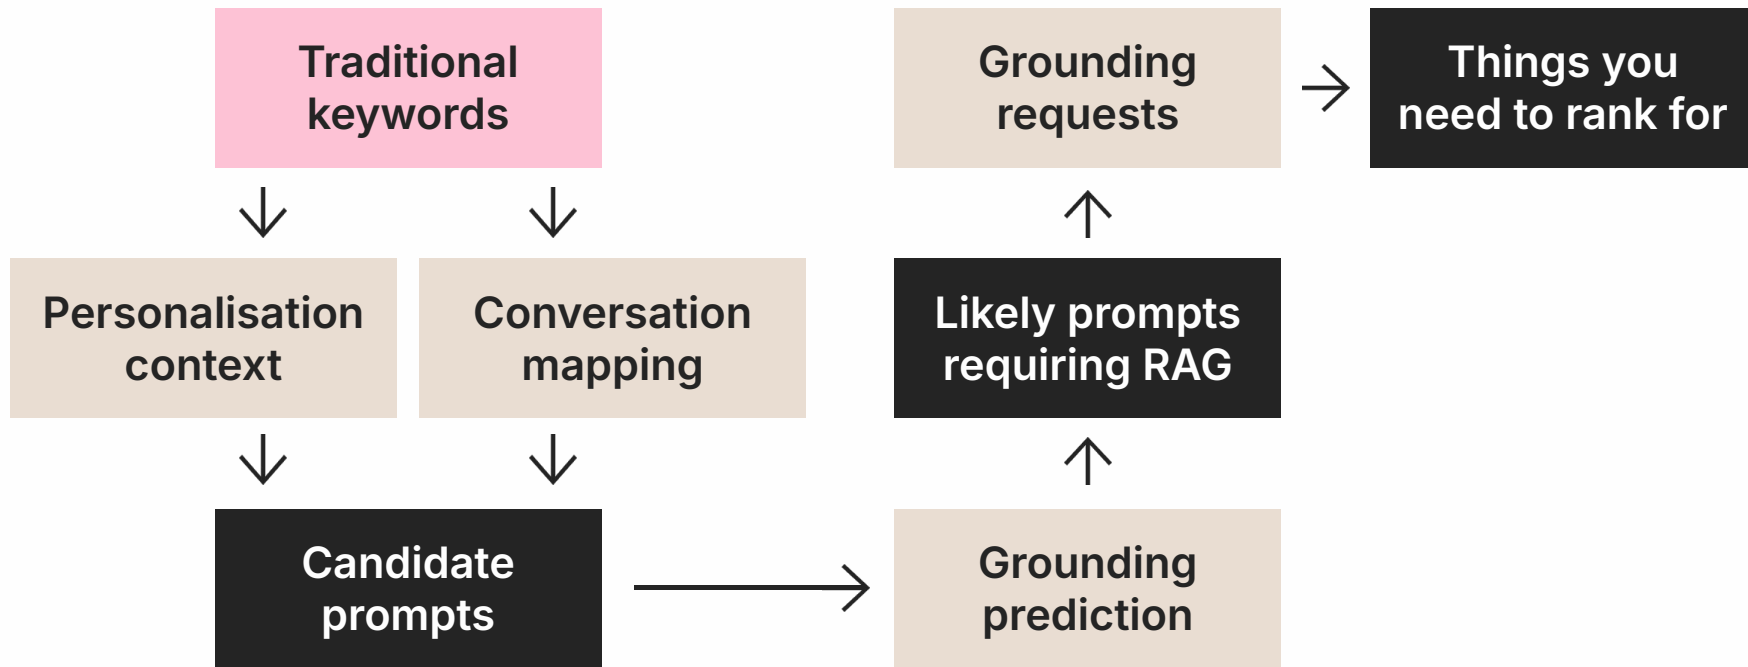 Traditional
keywords
Personalisation
context
Conversation
mapping
Candidate
prompts
Grounding
prediction
Likely prompts
requiring RAG
Grounding
requests
Things you
need to rank for